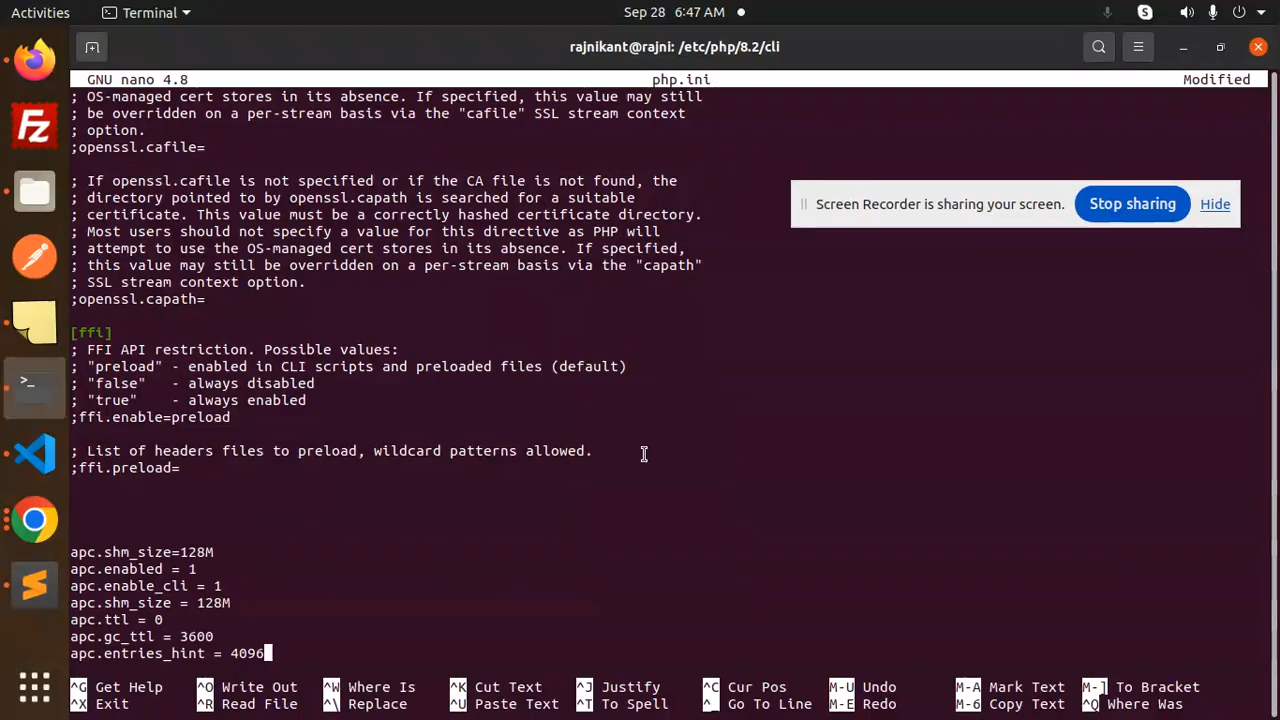 Activities Terminal Sep 28 6:47 AM
rajnikant@rajni: /etc/php/8.2/cli
GNU nano 4.8 php.ini Modified
; OS-managed cert stores in its absence. If specified, this value may still
; be overridden on a per-stream basis via the "cafile" SSL stream context
; option.
;openssl.cafile=
; If openssl.cafile is not specified or if the CA file is not found, the
; directory pointed to by openssl.capath is searched for a suitable
; certificate. This value must be a correctly hashed certificate directory.
; Most users should not specify a value for this directive as PHP will
; attempt to use the OS-managed cert stores in its absence. If specified,
; this value may still be overridden on a per-stream basis via the "capath"
; SSL stream context option.
;openssl.capath=
Screen Recorder is sharing your screen. Stop sharing Hide
[ffi]
; FFI API restriction. Possible values:
; "preload" - enabled in CLI scripts and preloaded files (default)
; "false"   - always disabled
; "true"    - always enabled
;ffi.enable=preload
; List of headers files to preload, wildcard patterns allowed.
;ffi.preload=
apc.shm_size=128M
apc.enabled = 1
apc.enable_cli = 1
apc.shm_size = 128M
apc.ttl = 0
apc.gc_ttl = 3600
apc.entries_hint = 4096
^G Get Help ^O Write Out ^W Where Is ^K Cut Text ^J Justify ^C Cur Pos M-U Undo M-A Mark Text M-] To Bracket
^X Exit ^R Read File ^\ Replace ^U Paste Text ^T To Spell ^_ Go To Line M-E Redo M-6 Copy Text ^Q Where Was